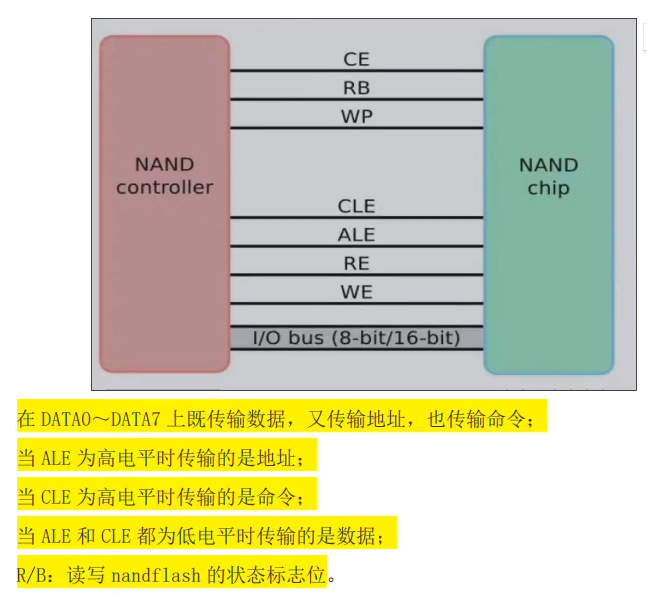 CE
RB
WP
NAND
controller
NAND
chip
CLE
ALE
RE
WE
I/O bus (8-bit/16-bit)
在 DATA0～DATA7 上既传输数据，又传输地址，也传输命令；
当 ALE 为高电平时传输的是地址；
当 CLE 为高电平时传输的是命令；
当 ALE 和 CLE 都为低电平时传输的是数据；
R/B: 读写 nandflash 的状态标志位。